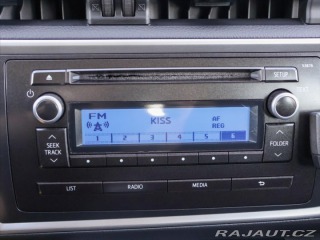 SETUP
TEXT
FM
KISS
AF
REG
1 2 3 4 5 6
SEEK
TRACK
FOLDER
LIST
RADIO
MEDIA
RAJAUT.CZ